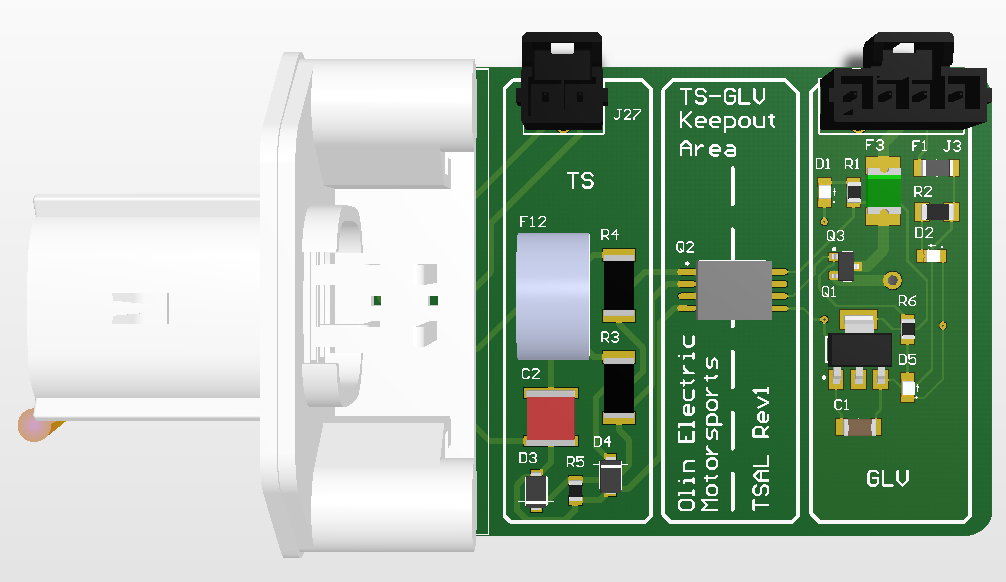 J27
TS
F12
R4
R3
C2
D4
D3
R5
TS-GLV
Keepout
Area
Q2
Olin Electric
Motorsports
TSAL Rev1
F3
F1
J3
D1
R1
R2
D2
Q3
Q1
R6
D5
C1
GLV